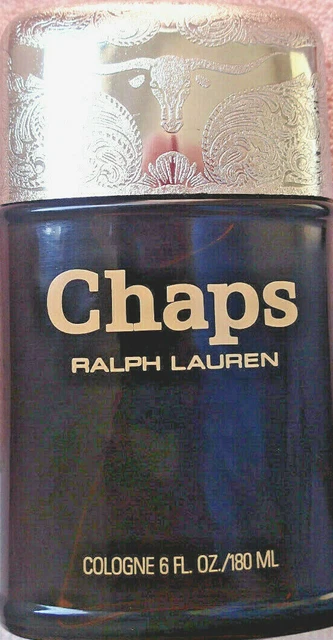 Chaps
RALPH LAUREN
COLOGNE 6 FL. OZ./180 ML